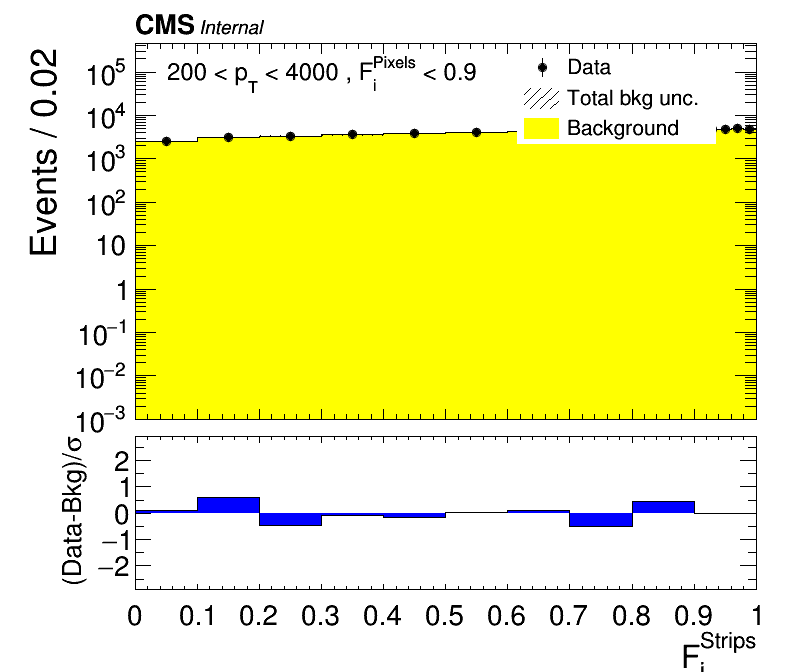 CMS Internal
200 < p_T < 4000 , F_i^Pixels < 0.9
Data
Total bkg unc.
Background
Events / 0.02
10^5
10^4
10^3
10^2
10
1
10^−1
10^−2
10^−3
(Data-Bkg)/σ
2
1
0
−1
−2
0 0.1 0.2 0.3 0.4 0.5 0.6 0.7 0.8 0.9 1
F_i^Strips